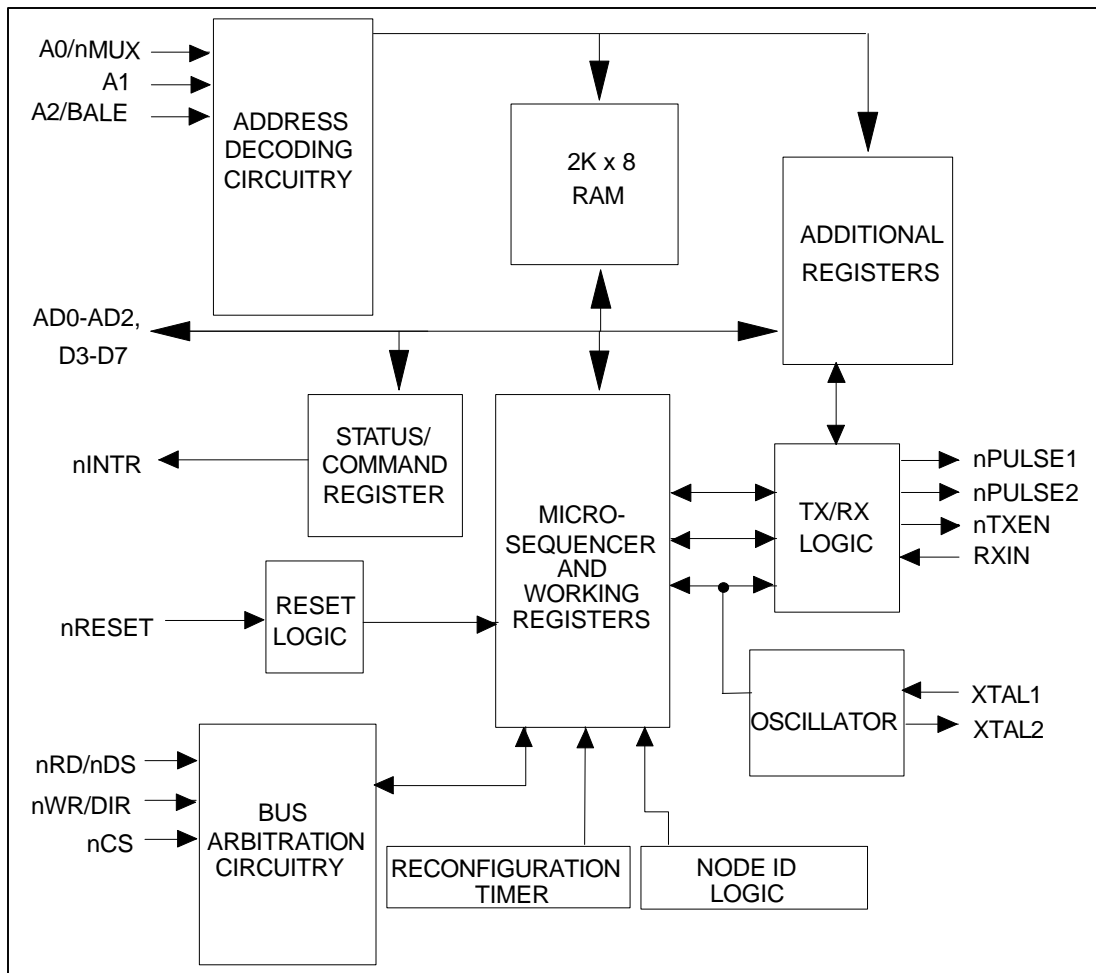 A0/nMUX
A1
A2/BALE
ADDRESS
DECODING
CIRCUITRY
2K x 8
RAM
ADDITIONAL
REGISTERS
AD0-AD2,
D3-D7
nINTR
STATUS/
COMMAND
REGISTER
MICRO-
SEQUENCER
AND
WORKING
REGISTERS
TX/RX
LOGIC
nPULSE1
nPULSE2
nTXEN
RXIN
nRESET
RESET
LOGIC
OSCILLATOR
XTAL1
XTAL2
nRD/nDS
nWR/DIR
nCS
BUS
ARBITRATION
CIRCUITRY
RECONFIGURATION
TIMER
NODE ID
LOGIC